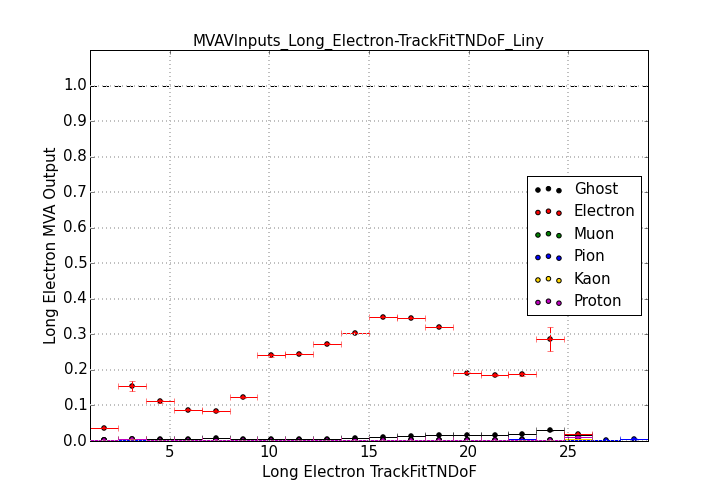 MVAVInputs_Long_Electron-TrackFitTNDoF_Liny
Long Electron MVA Output
1.0
0.9
0.8
0.7
0.6
0.5
0.4
0.3
0.2
0.1
0.0
Ghost
Electron
Muon
Pion
Kaon
Proton
5 10 15 20 25
Long Electron TrackFitTNDoF